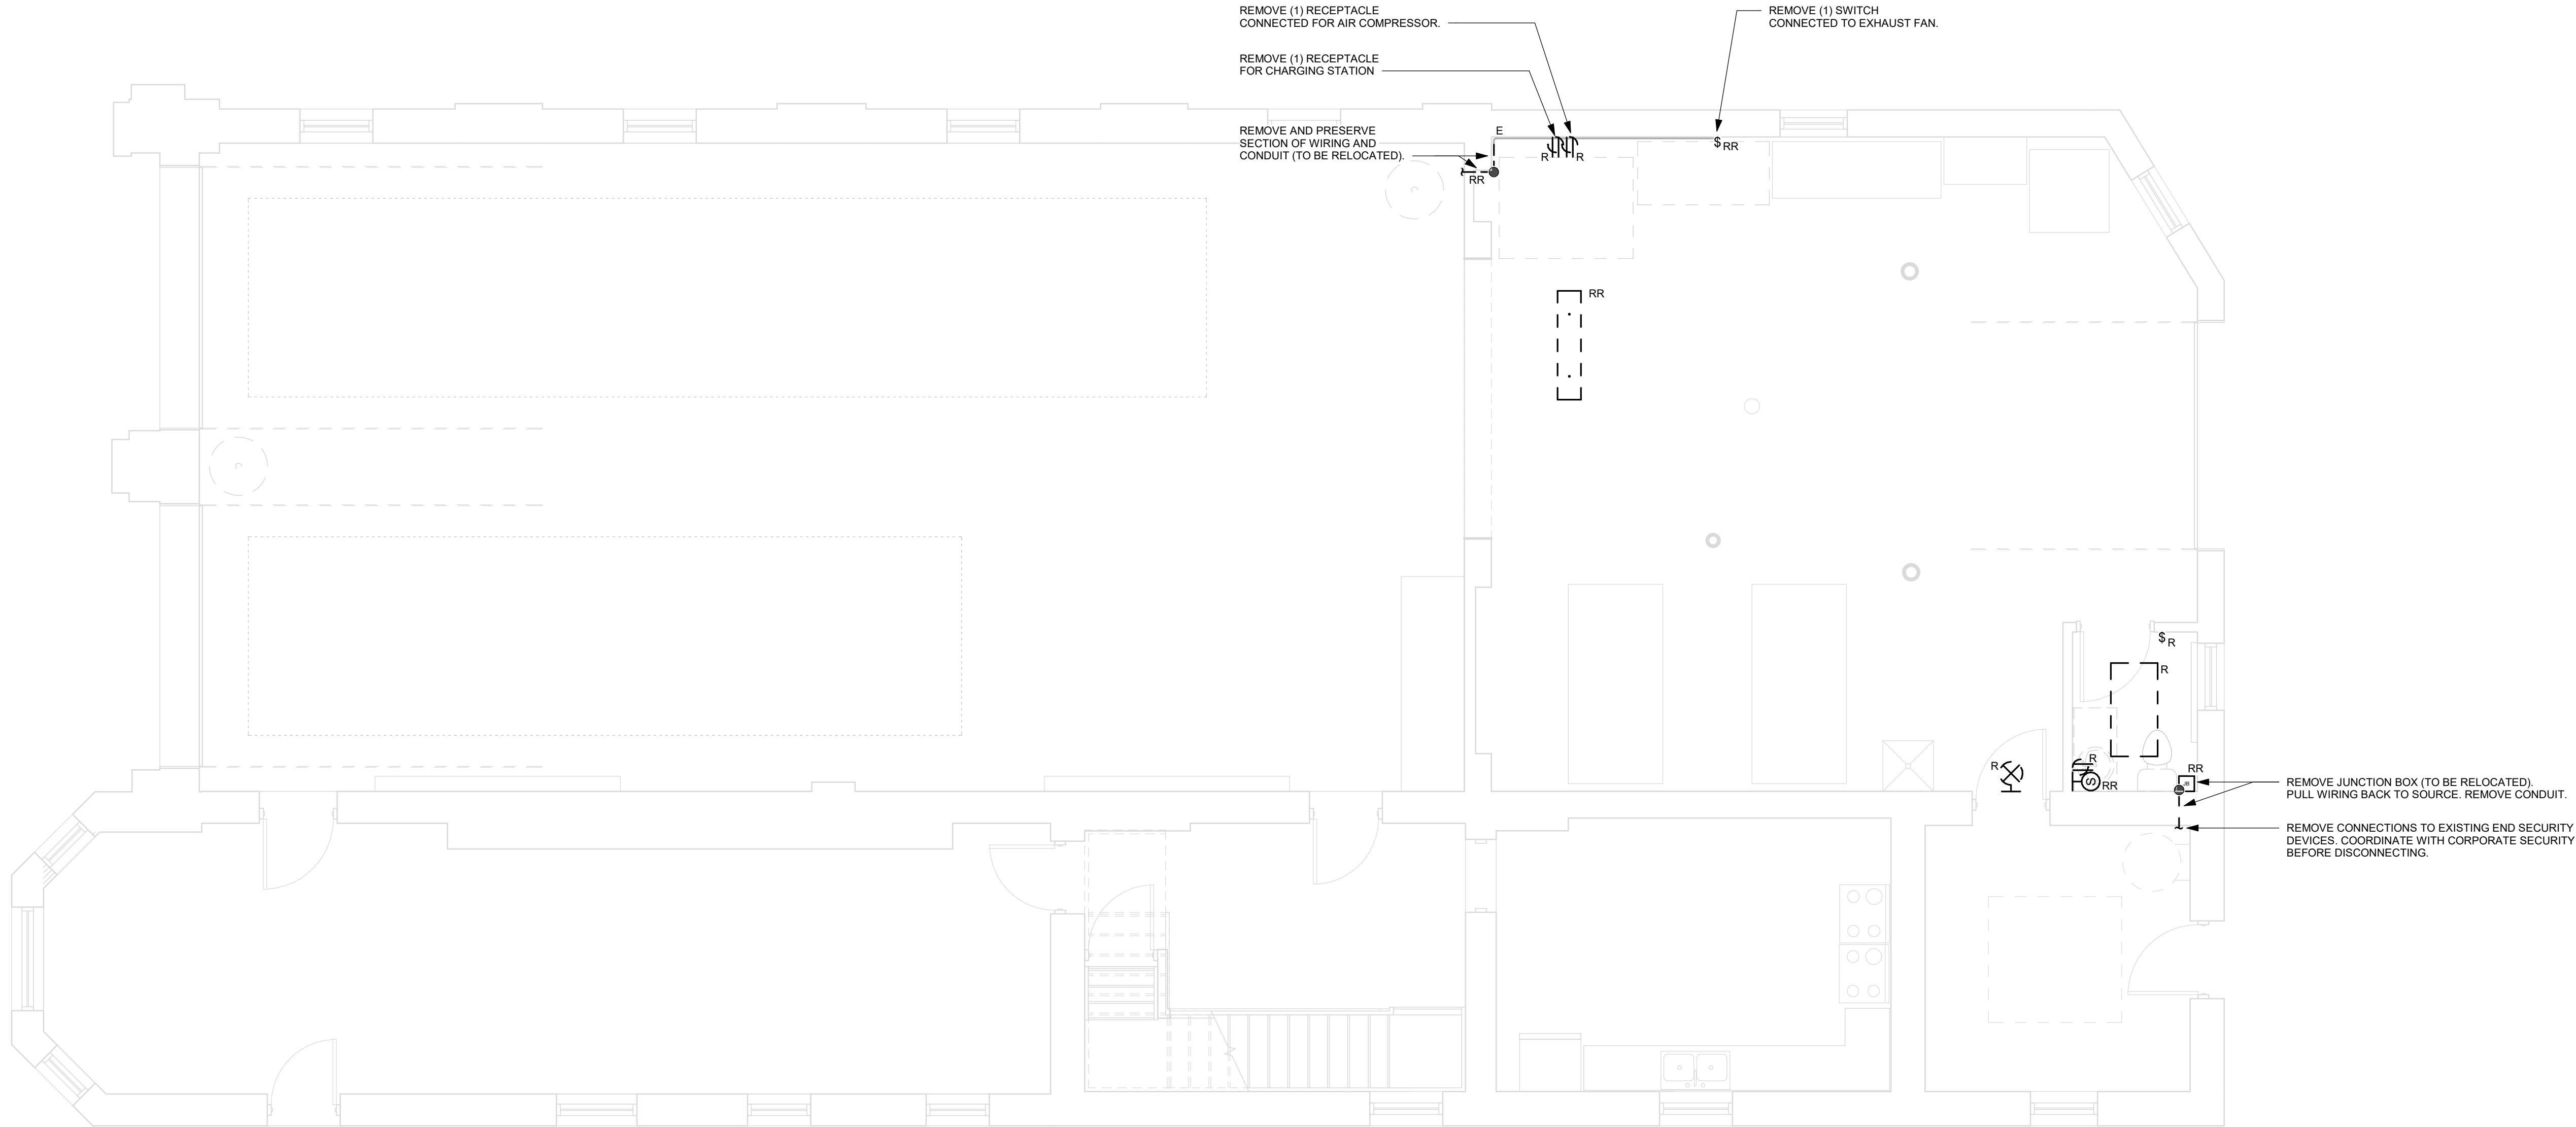 REMOVE (1) RECEPTACLE
CONNECTED FOR AIR COMPRESSOR.
REMOVE (1) SWITCH
CONNECTED TO EXHAUST FAN.
REMOVE (1) RECEPTACLE
FOR CHARGING STATION
REMOVE AND PRESERVE
SECTION OF WIRING AND
CONDUIT (TO BE RELOCATED).
E
R
R
$ RR
RR
RR
$ R
R
R
R
RR
S
RR
JB
REMOVE JUNCTION BOX (TO BE RELOCATED).
PULL WIRING BACK TO SOURCE. REMOVE CONDUIT.
REMOVE CONNECTIONS TO EXISTING END SECURITY
DEVICES. COORDINATE WITH CORPORATE SECURITY
BEFORE DISCONNECTING.